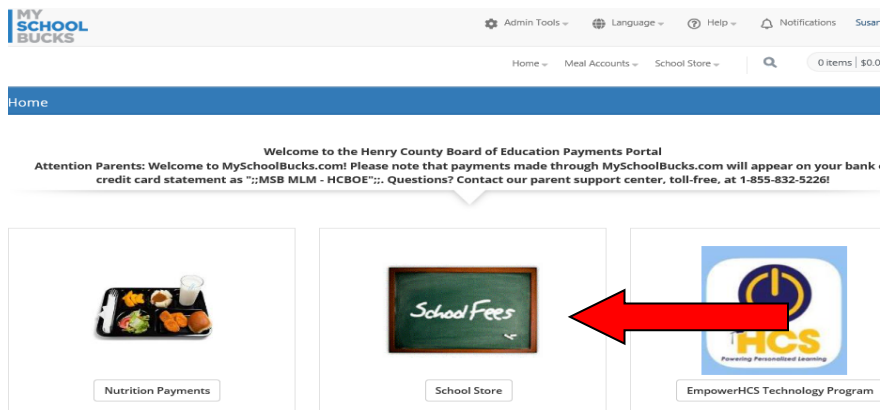 MY
SCHOOL
BUCKS
Admin Tools Language Help Notifications Susan
Home Meal Accounts School Store 0 items | $0.0
Home
Welcome to the Henry County Board of Education Payments Portal
Attention Parents: Welcome to MySchoolBucks.com! Please note that payments made through MySchoolBucks.com will appear on your bank
credit card statement as ";;MSB MLM - HCBOE";;. Questions? Contact our parent support center, toll-free, at 1-855-832-5226!
School Fees
HCS
Powering Personalized Learning
Nutrition Payments
School Store
EmpowerHCS Technology Program